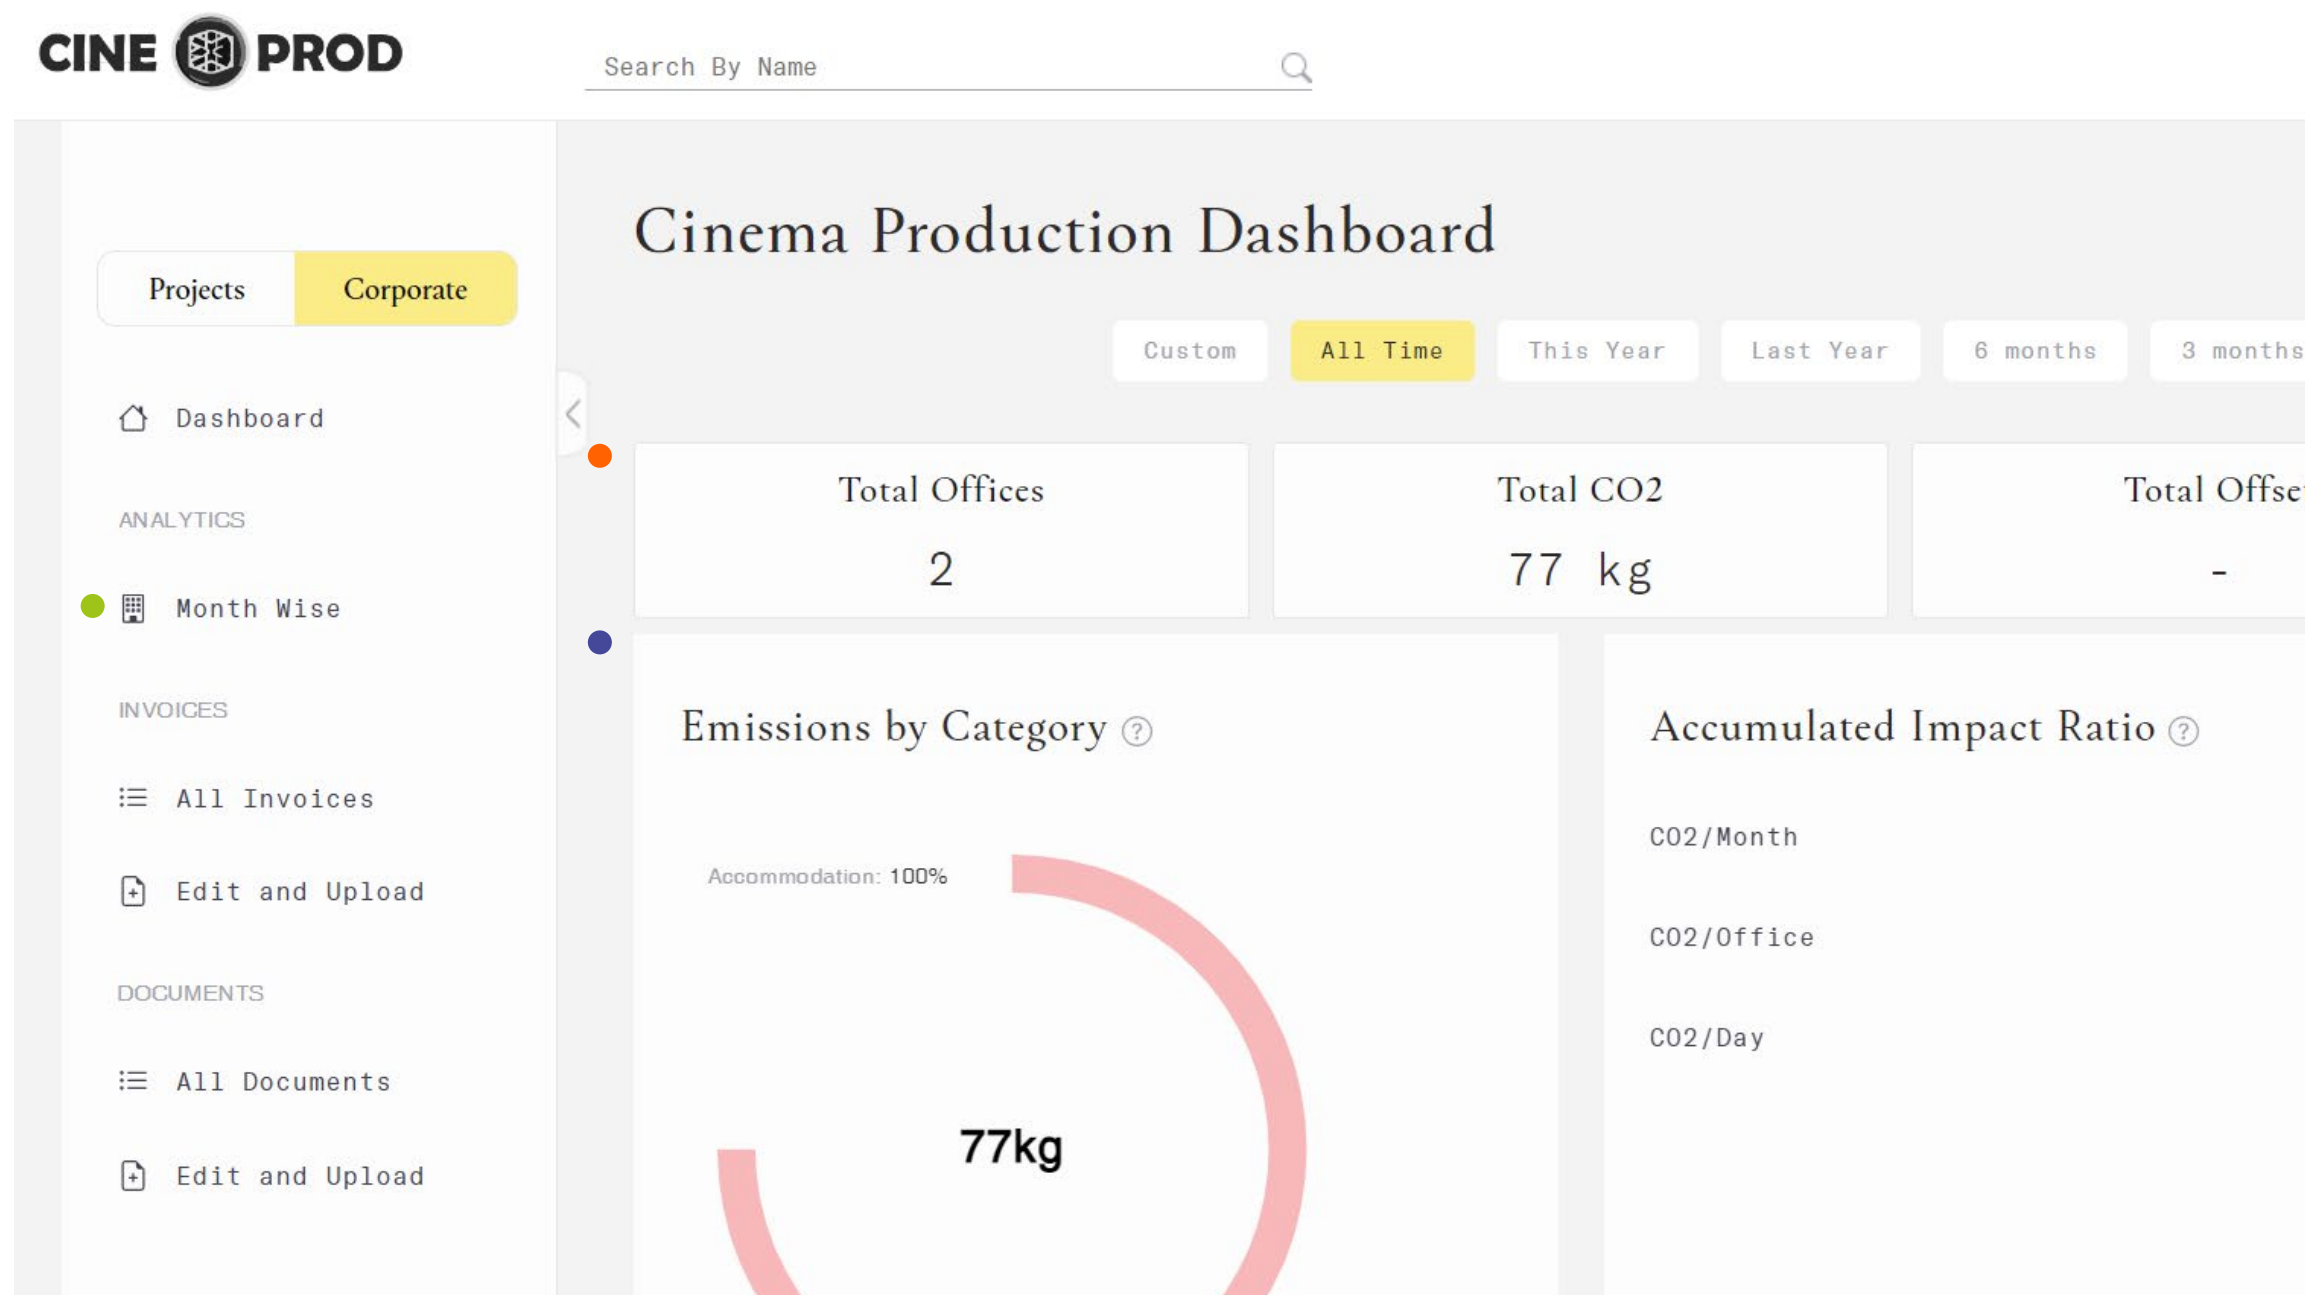 CINE PROD
Search By Name
Projects
Corporate
Dashboard
ANALYTICS
Month Wise
INVOICES
All Invoices
Edit and Upload
DOCUMENTS
All Documents
Edit and Upload
Cinema Production Dashboard
Custom
All Time
This Year
Last Year
6 months
3 months
Total Offices
2
Total CO2
77 kg
Total Offse
-
Emissions by Category ?
Accommodation: 100%
77kg
Accumulated Impact Ratio ?
CO2/Month
CO2/Office
CO2/Day